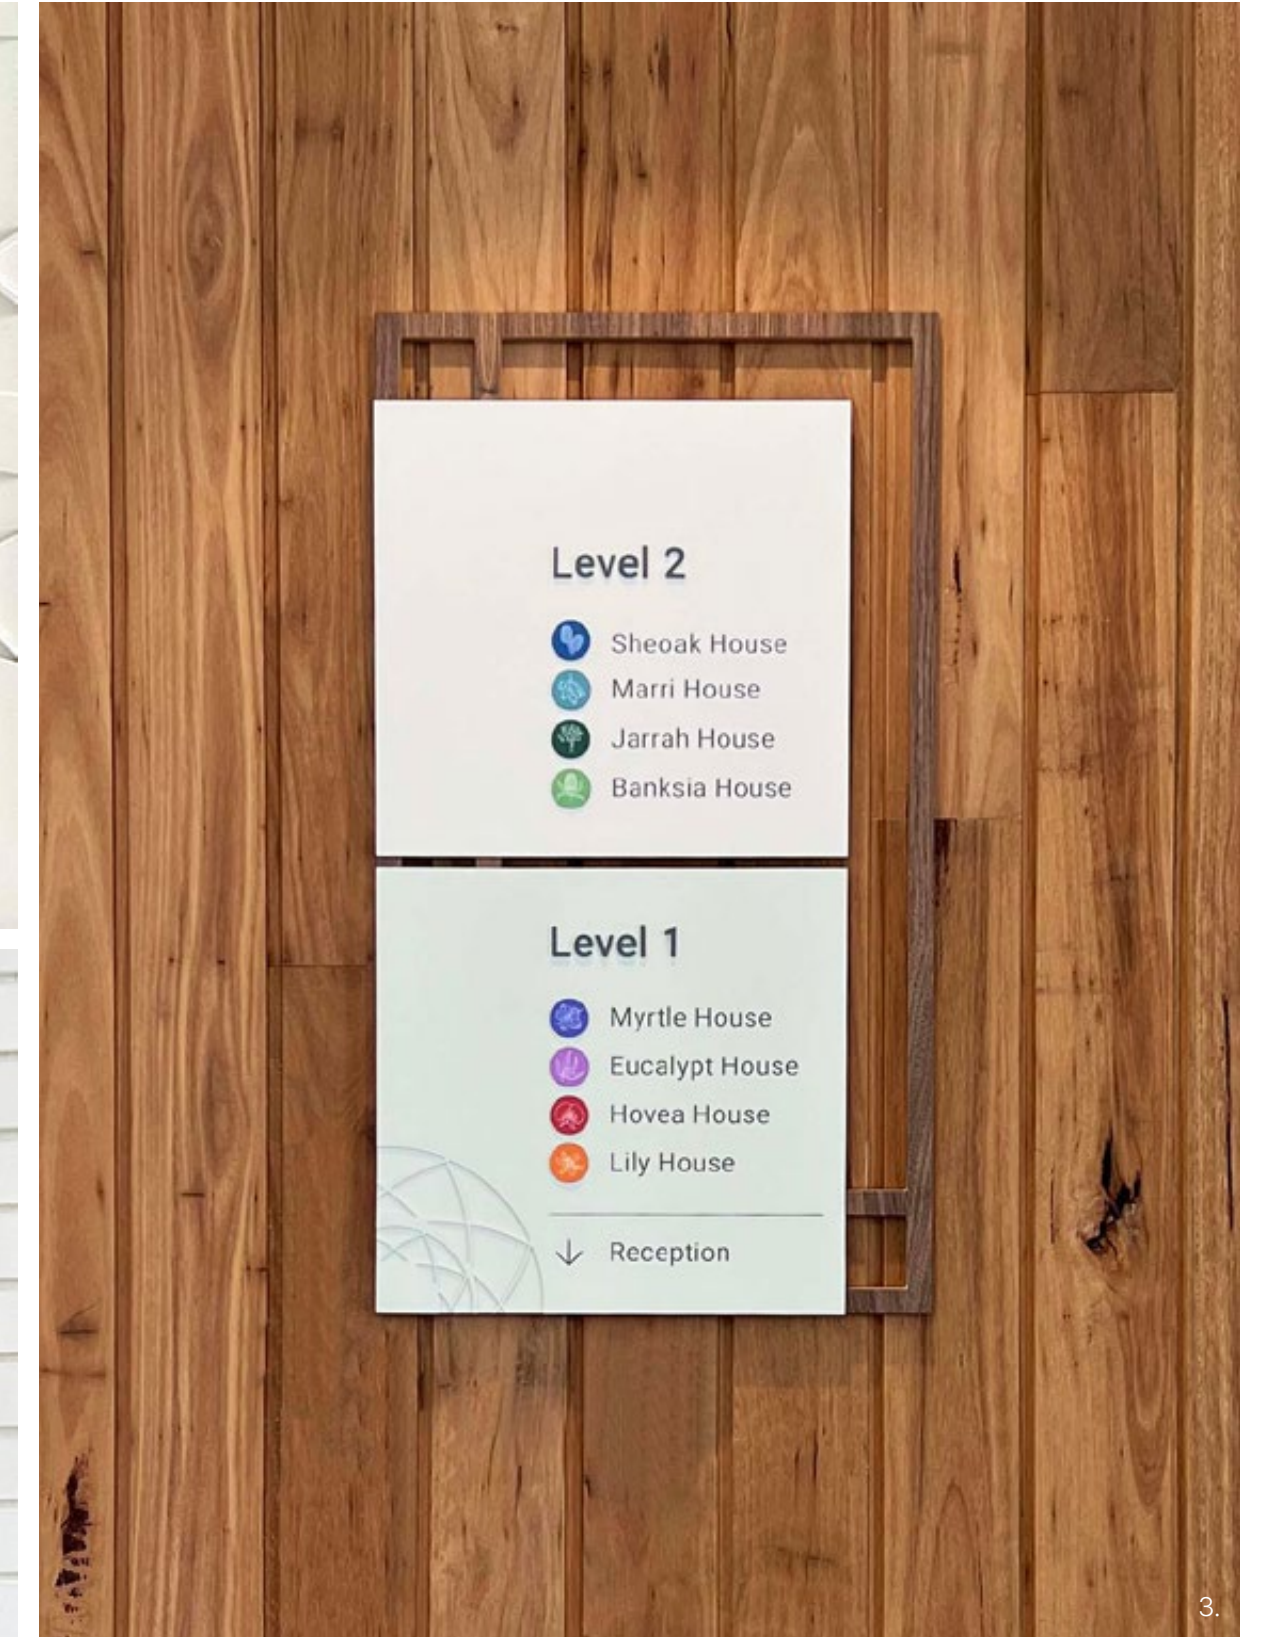 Level 2
Sheoak House
Marri House
Jarrah House
Banksia House
Level 1
Myrtle House
Eucalypt House
Hovea House
Lily House
Reception
3.